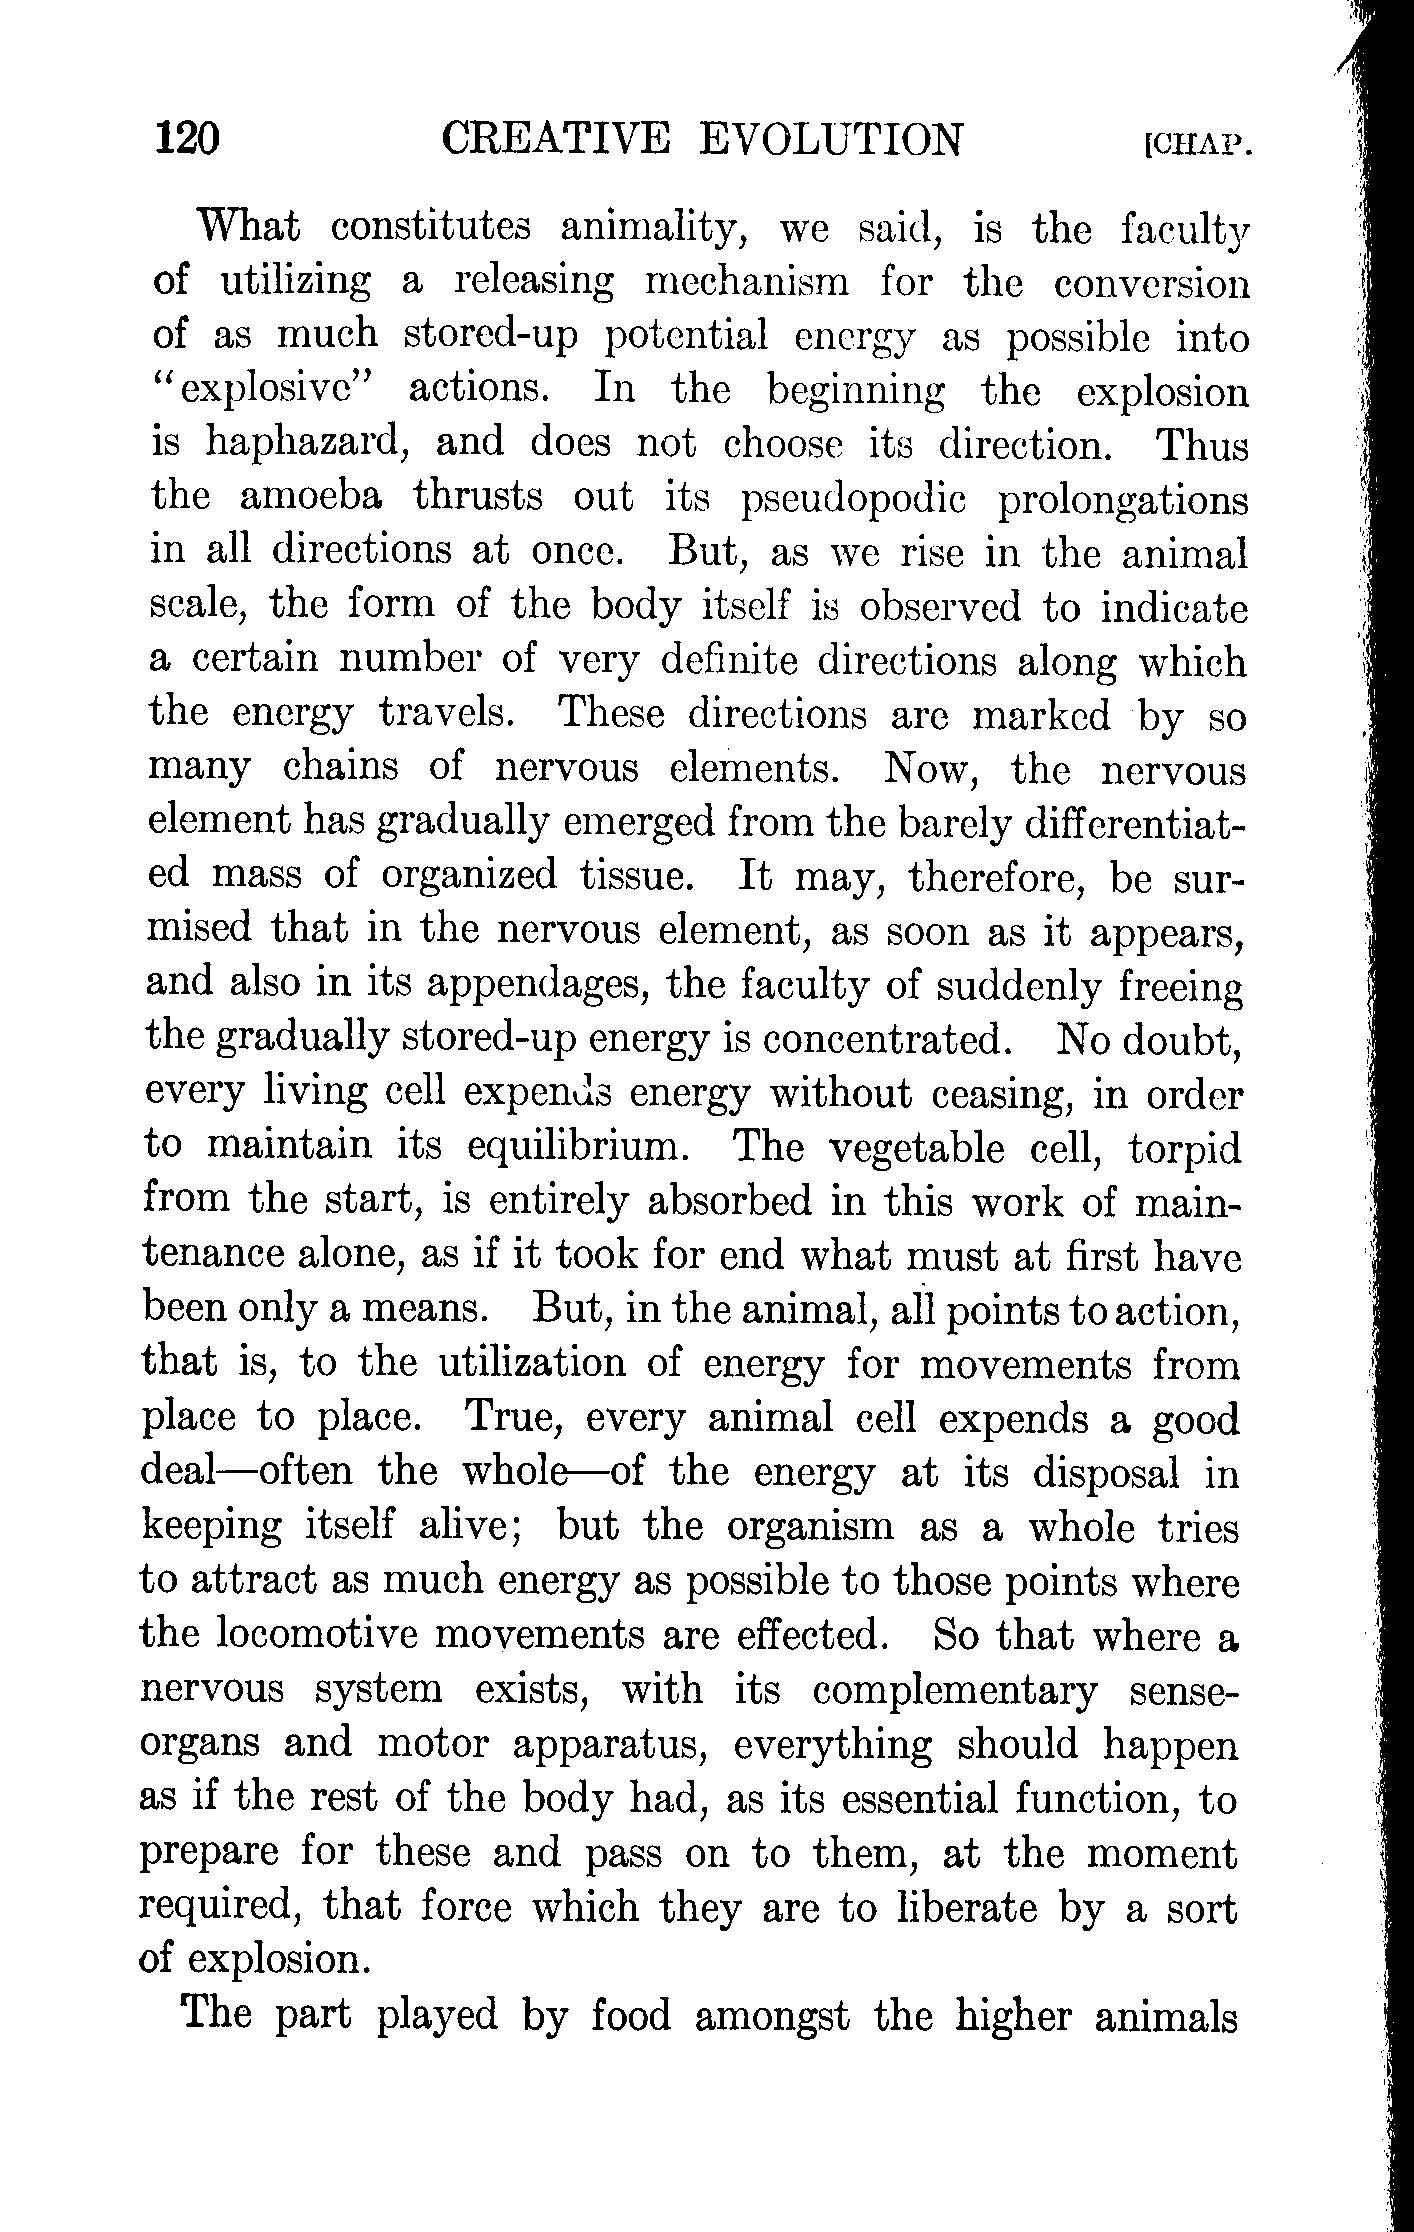 120 CREATIVE EVOLUTION [CHAP.
What constitutes animality, we said, is the faculty
of utilizing a releasing mechanism for the conversion
of as much stored-up potential energy as possible into
“explosive” actions. In the beginning the explosion
is haphazard, and does not choose its direction. Thus
the amoeba thrusts out its pseudopodic prolongations
in all directions at once. But, as we rise in the animal
scale, the form of the body itself is observed to indicate
a certain number of very definite directions along which
the energy travels. These directions are marked by so
many chains of nervous elements. Now, the nervous
element has gradually emerged from the barely differentiat-
ed mass of organized tissue. It may, therefore, be sur-
mised that in the nervous element, as soon as it appears,
and also in its appendages, the faculty of suddenly freeing
the gradually stored-up energy is concentrated. No doubt,
every living cell expends energy without ceasing, in order
to maintain its equilibrium. The vegetable cell, torpid
from the start, is entirely absorbed in this work of main-
tenance alone, as if it took for end what must at first have
been only a means. But, in the animal, all points to action,
that is, to the utilization of energy for movements from
place to place. True, every animal cell expends a good
deal—often the whole—of the energy at its disposal in
keeping itself alive; but the organism as a whole tries
to attract as much energy as possible to those points where
the locomotive movements are effected. So that where a
nervous system exists, with its complementary sense-
organs and motor apparatus, everything should happen
as if the rest of the body had, as its essential function, to
prepare for these and pass on to them, at the moment
required, that force which they are to liberate by a sort
of explosion.
The part played by food amongst the higher animals